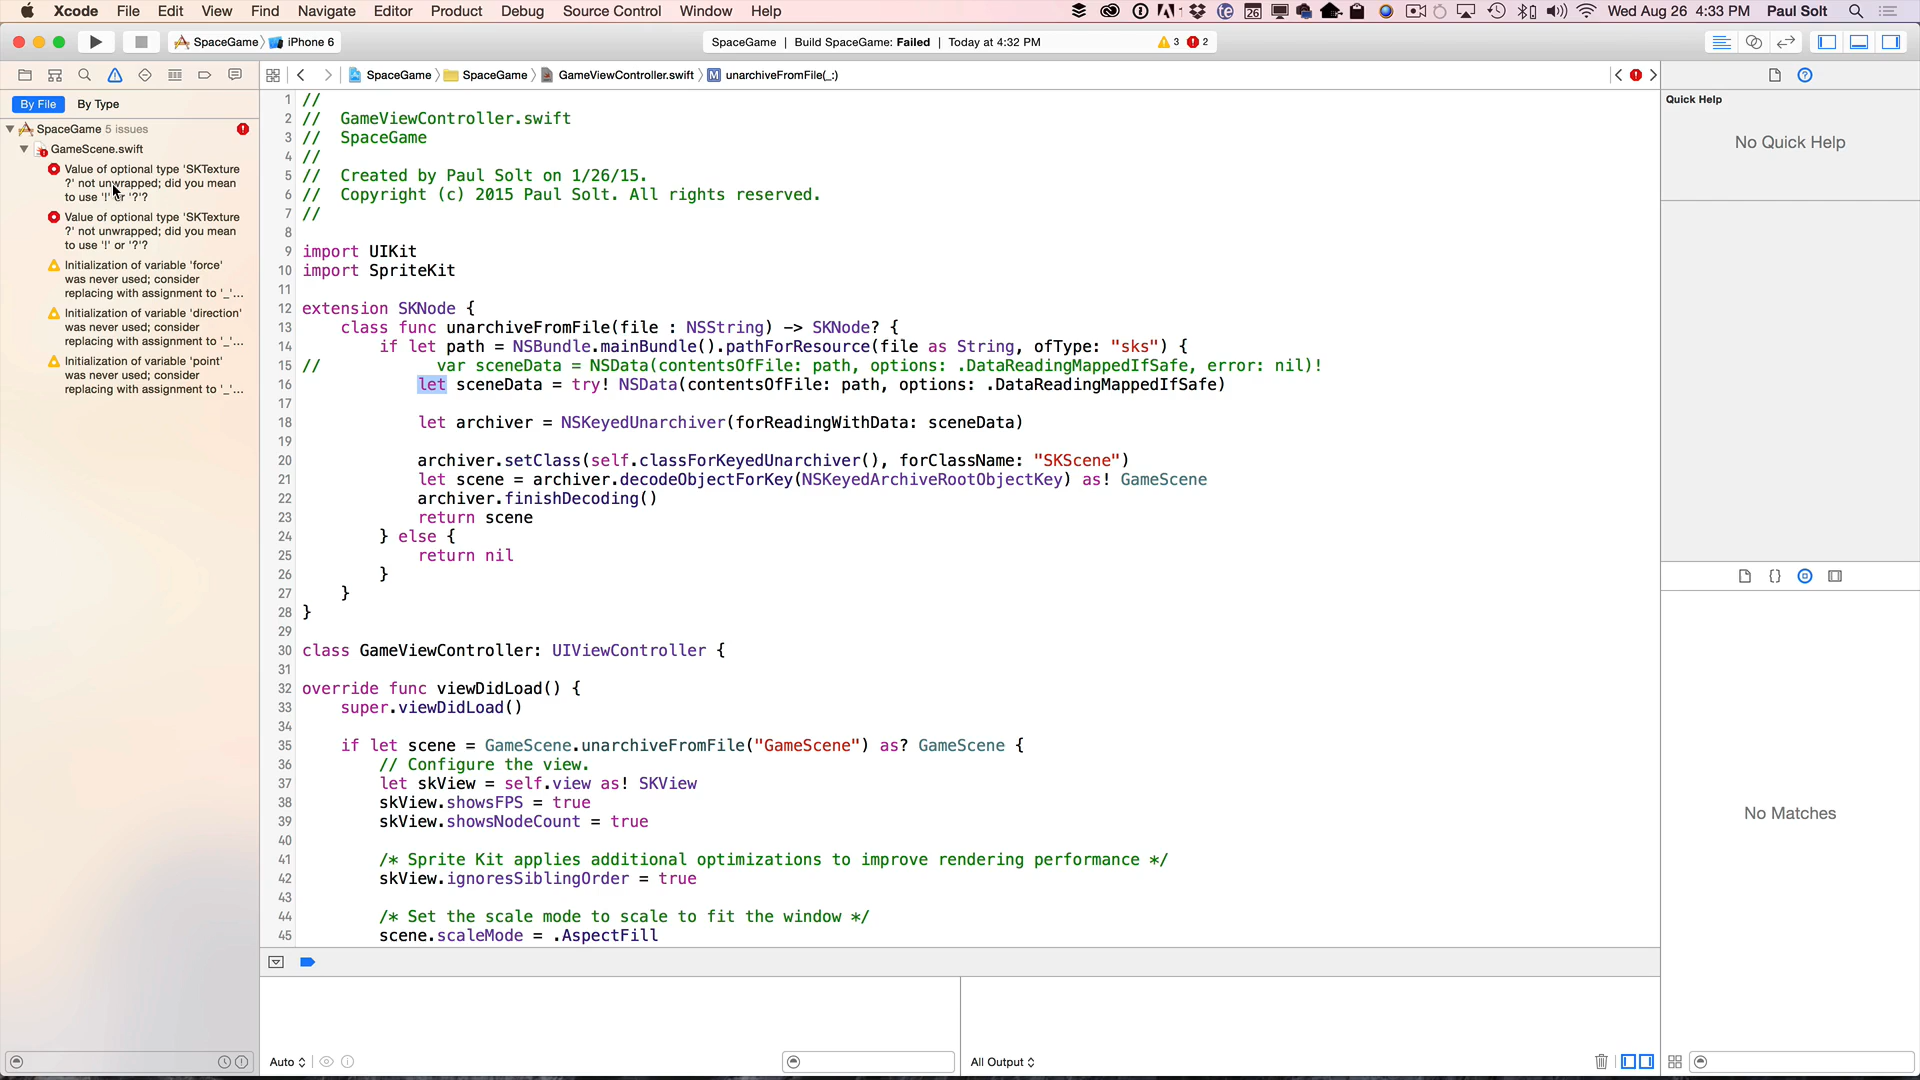 Xcode File Edit View Find Navigate Editor Product Debug Source Control Window Help 26 Wed Aug 26 4:33 PM Paul Solt
SpaceGame iPhone 6 SpaceGame | Build SpaceGame: Failed | Today at 4:32 PM 3 2
SpaceGame SpaceGame GameViewController.swift M unarchiveFromFile(_:)
By File By Type
SpaceGame 5 issues
GameScene.swift
Value of optional type 'SKTexture
?' not unwrapped; did you mean
to use '!' or '?'?
Value of optional type 'SKTexture
?' not unwrapped; did you mean
to use '!' or '?'?
Initialization of variable 'force'
was never used; consider
replacing with assignment to '_'...
Initialization of variable 'direction'
was never used; consider
replacing with assignment to '_'...
Initialization of variable 'point'
was never used; consider
replacing with assignment to '_'...
1 //
2 //  GameViewController.swift
3 //  SpaceGame
4 //
5 //  Created by Paul Solt on 1/26/15.
6 //  Copyright (c) 2015 Paul Solt. All rights reserved.
7 //
8
9 import UIKit
10 import SpriteKit
11
12 extension SKNode {
13     class func unarchiveFromFile(file : NSString) -> SKNode? {
14         if let path = NSBundle.mainBundle().pathForResource(file as String, ofType: "sks") {
15 //            var sceneData = NSData(contentsOfFile: path, options: .DataReadingMappedIfSafe, error: nil)!
16             let sceneData = try! NSData(contentsOfFile: path, options: .DataReadingMappedIfSafe)
17
18             let archiver = NSKeyedUnarchiver(forReadingWithData: sceneData)
19
20             archiver.setClass(self.classForKeyedUnarchiver(), forClassName: "SKScene")
21             let scene = archiver.decodeObjectForKey(NSKeyedArchiveRootObjectKey) as! GameScene
22             archiver.finishDecoding()
23             return scene
24         } else {
25             return nil
26         }
27     }
28 }
29
30 class GameViewController: UIViewController {
31
32 override func viewDidLoad() {
33     super.viewDidLoad()
34
35     if let scene = GameScene.unarchiveFromFile("GameScene") as? GameScene {
36         // Configure the view.
37         let skView = self.view as! SKView
38         skView.showsFPS = true
39         skView.showsNodeCount = true
40
41         /* Sprite Kit applies additional optimizations to improve rendering performance */
42         skView.ignoresSiblingOrder = true
43
44         /* Set the scale mode to scale to fit the window */
45         scene.scaleMode = .AspectFill
Quick Help
No Quick Help
No Matches
Auto
All Output